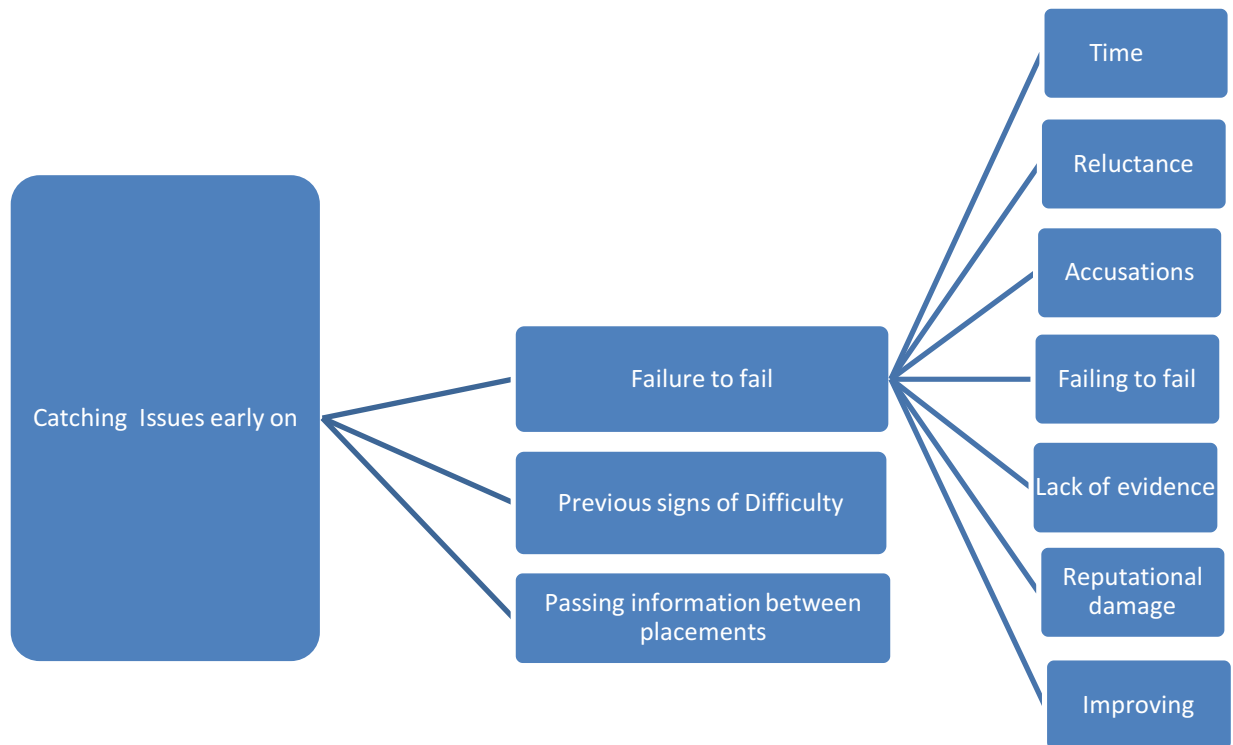 Catching  Issues early on
Failure to fail
Previous signs of Difficulty
Passing information between
placements
Time
Reluctance
Accusations
Failing to fail
Lack of evidence
Reputational
damage
Improving